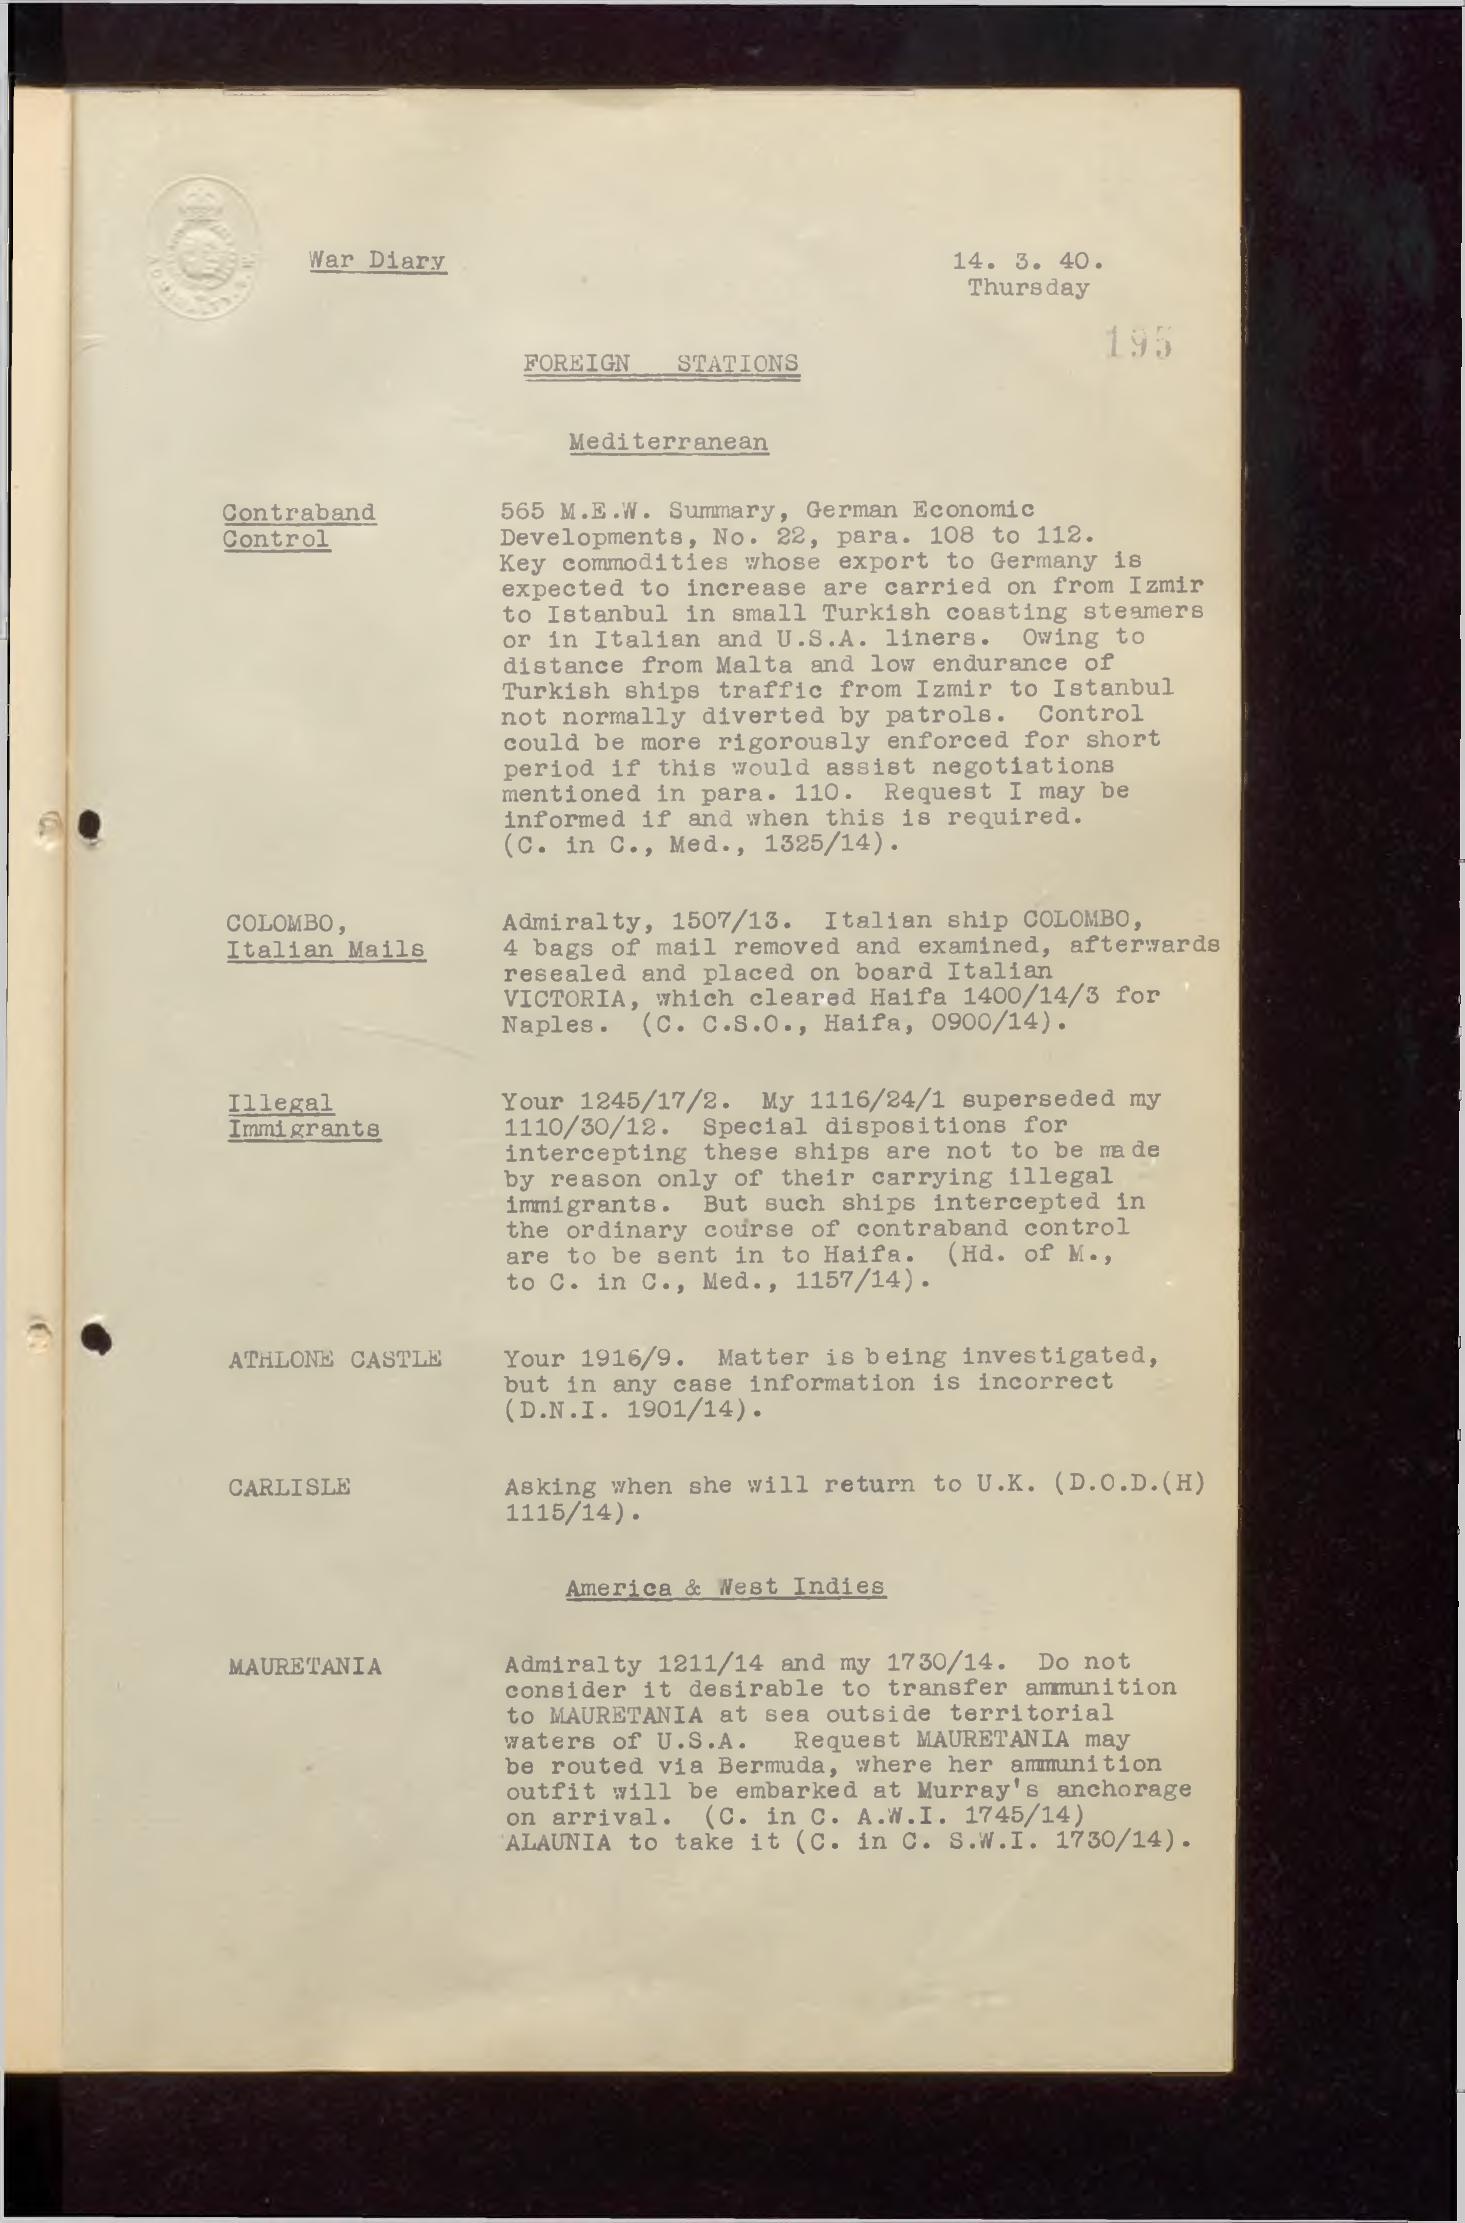 War Diary
14. 3. 40.
Thursday
195
FOREIGN STATIONS
Mediterranean
Contraband
Control
565 M.E.W. Summary, German Economic
Developments, No. 22, para. 108 to 112.
Key commodities whose export to Germany is
expected to increase are carried on from Izmir
to Istanbul in small Turkish coasting steamers
or in Italian and U.S.A. liners. Owing to
distance from Malta and low endurance of
Turkish ships traffic from Izmir to Istanbul
not normally diverted by patrols. Control
could be more rigorously enforced for short
period if this would assist negotiations
mentioned in para. 110. Request I may be
informed if and when this is required.
(C. in C., Med., 1325/14).
COLOMBO,
Italian Mails
Admiralty, 1507/13. Italian ship COLOMBO,
4 bags of mail removed and examined, afterwards
resealed and placed on board Italian
VICTORIA, which cleared Haifa 1400/14/3 for
Naples. (C. C.S.O., Haifa, 0900/14).
Illegal
Immigrants
Your 1245/17/2. My 1116/24/1 superseded my
1110/30/12. Special dispositions for
intercepting these ships are not to be made
by reason only of their carrying illegal
immigrants. But such ships intercepted in
the ordinary course of contraband control
are to be sent in to Haifa. (Hd. of M.,
to C. in C., Med., 1157/14).
ATHLONE CASTLE
Your 1916/9. Matter is being investigated,
but in any case information is incorrect
(D.N.I. 1901/14).
CARLISLE
Asking when she will return to U.K. (D.O.D.(H)
1115/14).
America & West Indies
MAURETANIA
Admiralty 1211/14 and my 1730/14. Do not
consider it desirable to transfer ammunition
to MAURETANIA at sea outside territorial
waters of U.S.A. Request MAURETANIA may
be routed via Bermuda, where her ammunition
outfit will be embarked at Murray's anchorage
on arrival. (C. in C. A.W.I. 1745/14)
ALAUNIA to take it (C. in C. S.W.I. 1730/14).